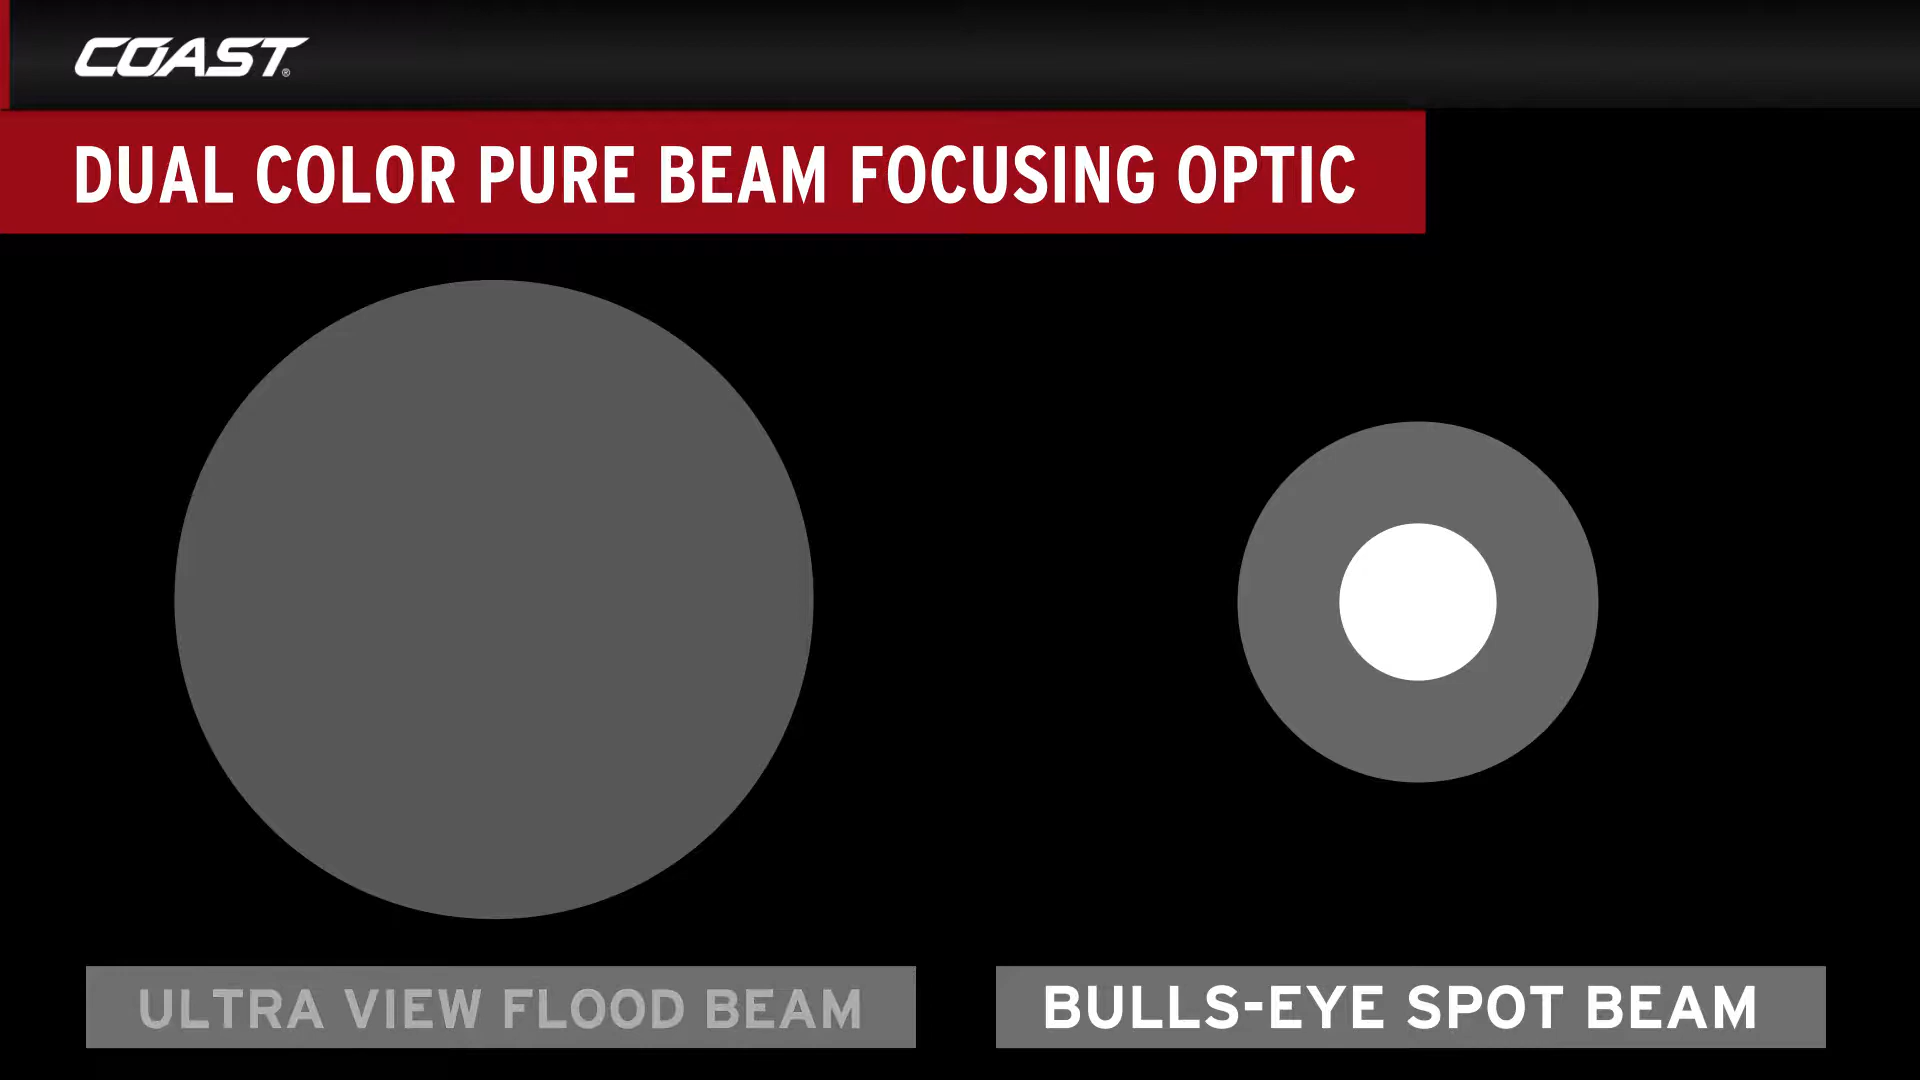 COAST®
DUAL COLOR PURE BEAM FOCUSING OPTIC
ULTRA VIEW FLOOD BEAM
BULLS-EYE SPOT BEAM